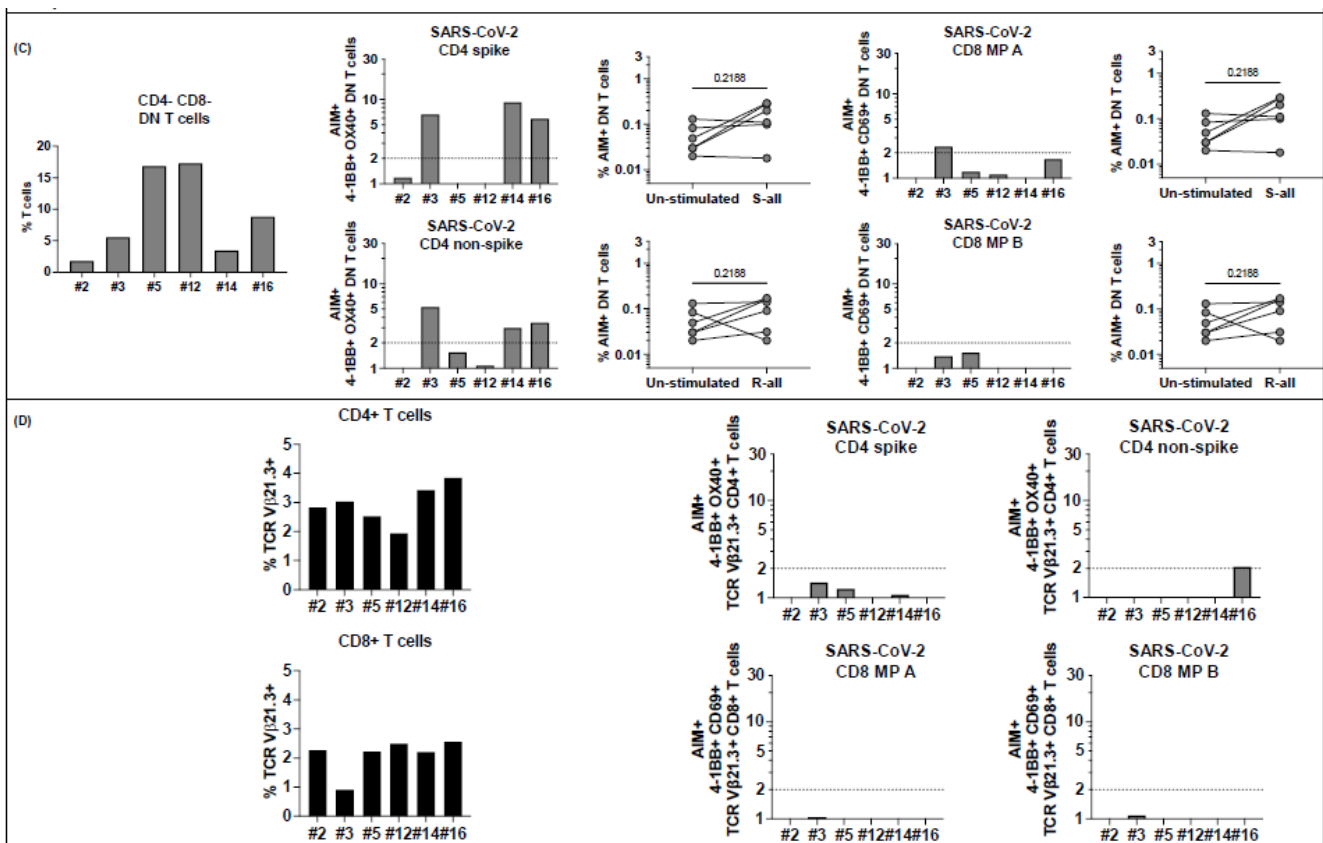 (C)
CD4- CD8-
DN T cells
% T cells
20
15
10
5
0
#2 #3 #5 #12 #14 #16
SARS-CoV-2
CD4 spike
AIM+
4-1BB+ OX40+ DN T cells
30
10
5
2
1
#2 #3 #5 #12 #14 #16
% AIM+ DN T cells
3
1
0.1
0.01
0.2188
Un-stimulated S-all
SARS-CoV-2
CD8 MP A
AIM+
4-1BB+ CD69+ DN T cells
30
10
5
2
1
#2 #3 #5 #12 #14 #16
% AIM+ DN T cells
3
1
0.1
0.01
0.2188
Un-stimulated S-all
SARS-CoV-2
CD4 non-spike
AIM+
4-1BB+ OX40+ DN T cells
30
10
5
2
1
#2 #3 #5 #12 #14 #16
% AIM+ DN T cells
3
1
0.1
0.01
0.2188
Un-stimulated R-all
SARS-CoV-2
CD8 MP B
AIM+
4-1BB+ CD69+ DN T cells
30
10
5
2
1
#2 #3 #5 #12 #14 #16
% AIM+ DN T cells
3
1
0.1
0.01
0.2188
Un-stimulated R-all
(D)
CD4+ T cells
% TCR Vβ21.3+
5
4
3
2
1
0
#2 #3 #5 #12 #14 #16
SARS-CoV-2
CD4 spike
AIM+
4-1BB+ OX40+
TCR Vβ21.3+ CD4+ T cells
30
10
5
2
1
#2 #3 #5 #12 #14 #16
SARS-CoV-2
CD4 non-spike
AIM+
4-1BB+ OX40+
TCR Vβ21.3+ CD4+ T cells
30
10
5
2
1
#2 #3 #5 #12 #14 #16
CD8+ T cells
% TCR Vβ21.3+
5
4
3
2
1
0
#2 #3 #5 #12 #14 #16
SARS-CoV-2
CD8 MP A
AIM+
4-1BB+ CD69+
TCR Vβ21.3+ CD8+ T cells
30
10
5
2
1
#2 #3 #5 #12 #14 #16
SARS-CoV-2
CD8 MP B
AIM+
4-1BB+ CD69+
TCR Vβ21.3+ CD8+ T cells
30
10
5
2
1
#2 #3 #5 #12 #14 #16